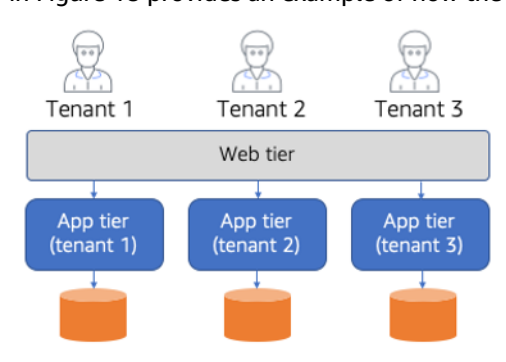 Tenant 1 Tenant 2 Tenant 3
Web tier
App tier App tier App tier
(tenant 1) (tenant 2) (tenant 3)